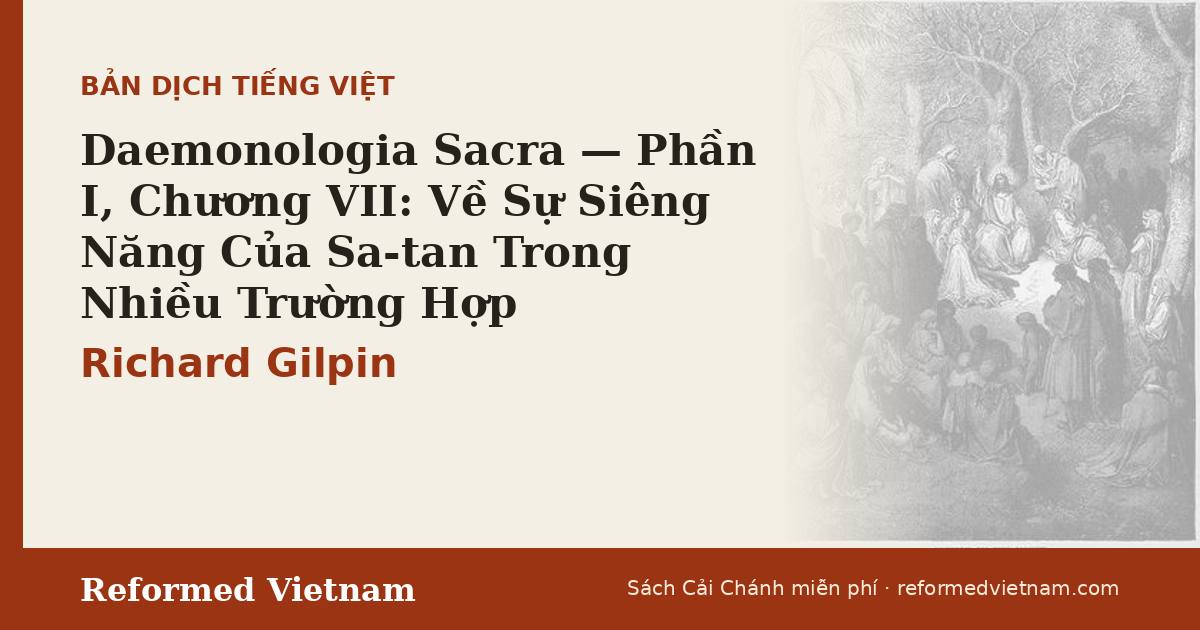 BẢN DỊCH TIẾNG VIỆT
Daemonologia Sacra — Phần
I, Chương VII: Về Sự Siêng
Năng Của Sa-tan Trong
Nhiều Trường Hợp
Richard Gilpin
Reformed Vietnam
Sách Cải Chánh miễn phí · reformedvietnam.com